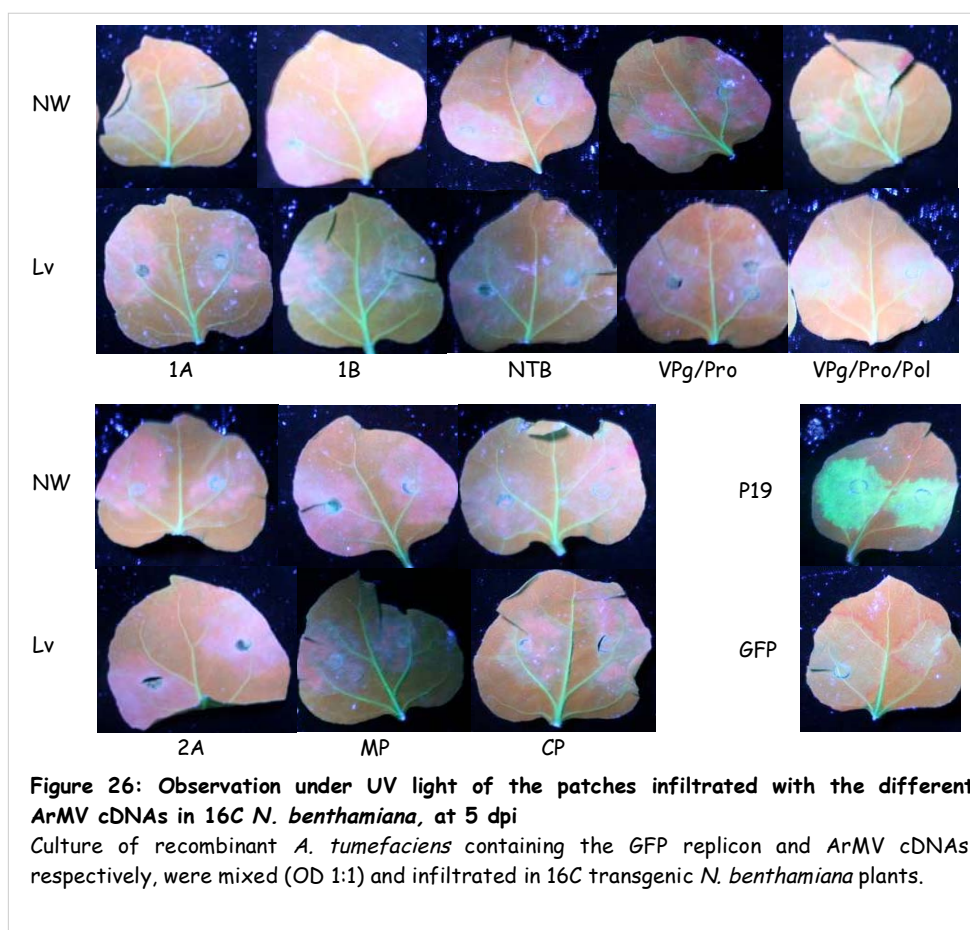 NW
Lv
1A 1B NTB VPg/Pro VPg/Pro/Pol
NW
P19
Lv
GFP
2A MP CP
Figure 26: Observation under UV light of the patches infiltrated with the different
ArMV cDNAs in 16C N. benthamiana, at 5 dpi
Culture of recombinant A. tumefaciens containing the GFP replicon and ArMV cDNAs
respectively, were mixed (OD 1:1) and infiltrated in 16C transgenic N. benthamiana plants.